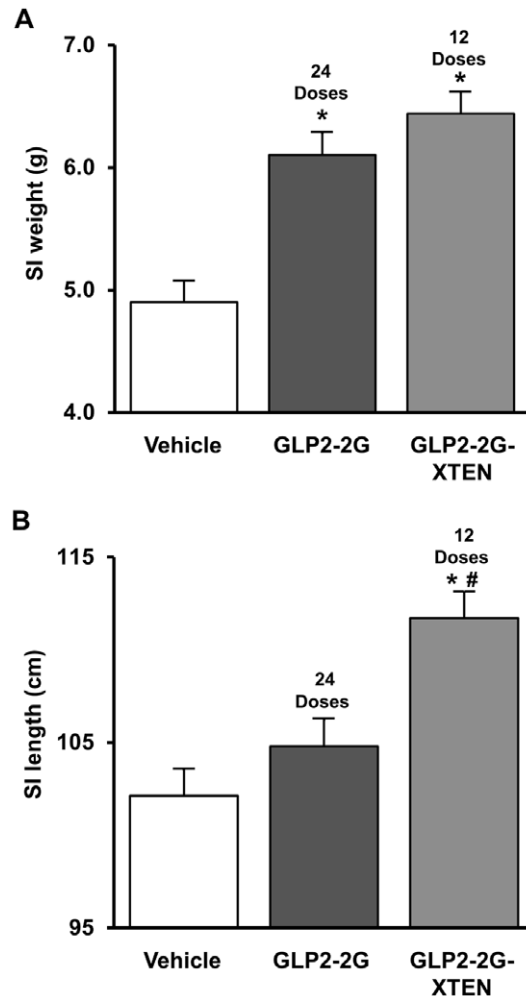 A
7.0
6.0
5.0
4.0
SI weight (g)
24
Doses
*
12
Doses
*
Vehicle
GLP2-2G
GLP2-2G-
XTEN
B
115
105
95
SI length (cm)
24
Doses
12
Doses
* #
Vehicle
GLP2-2G
GLP2-2G-
XTEN